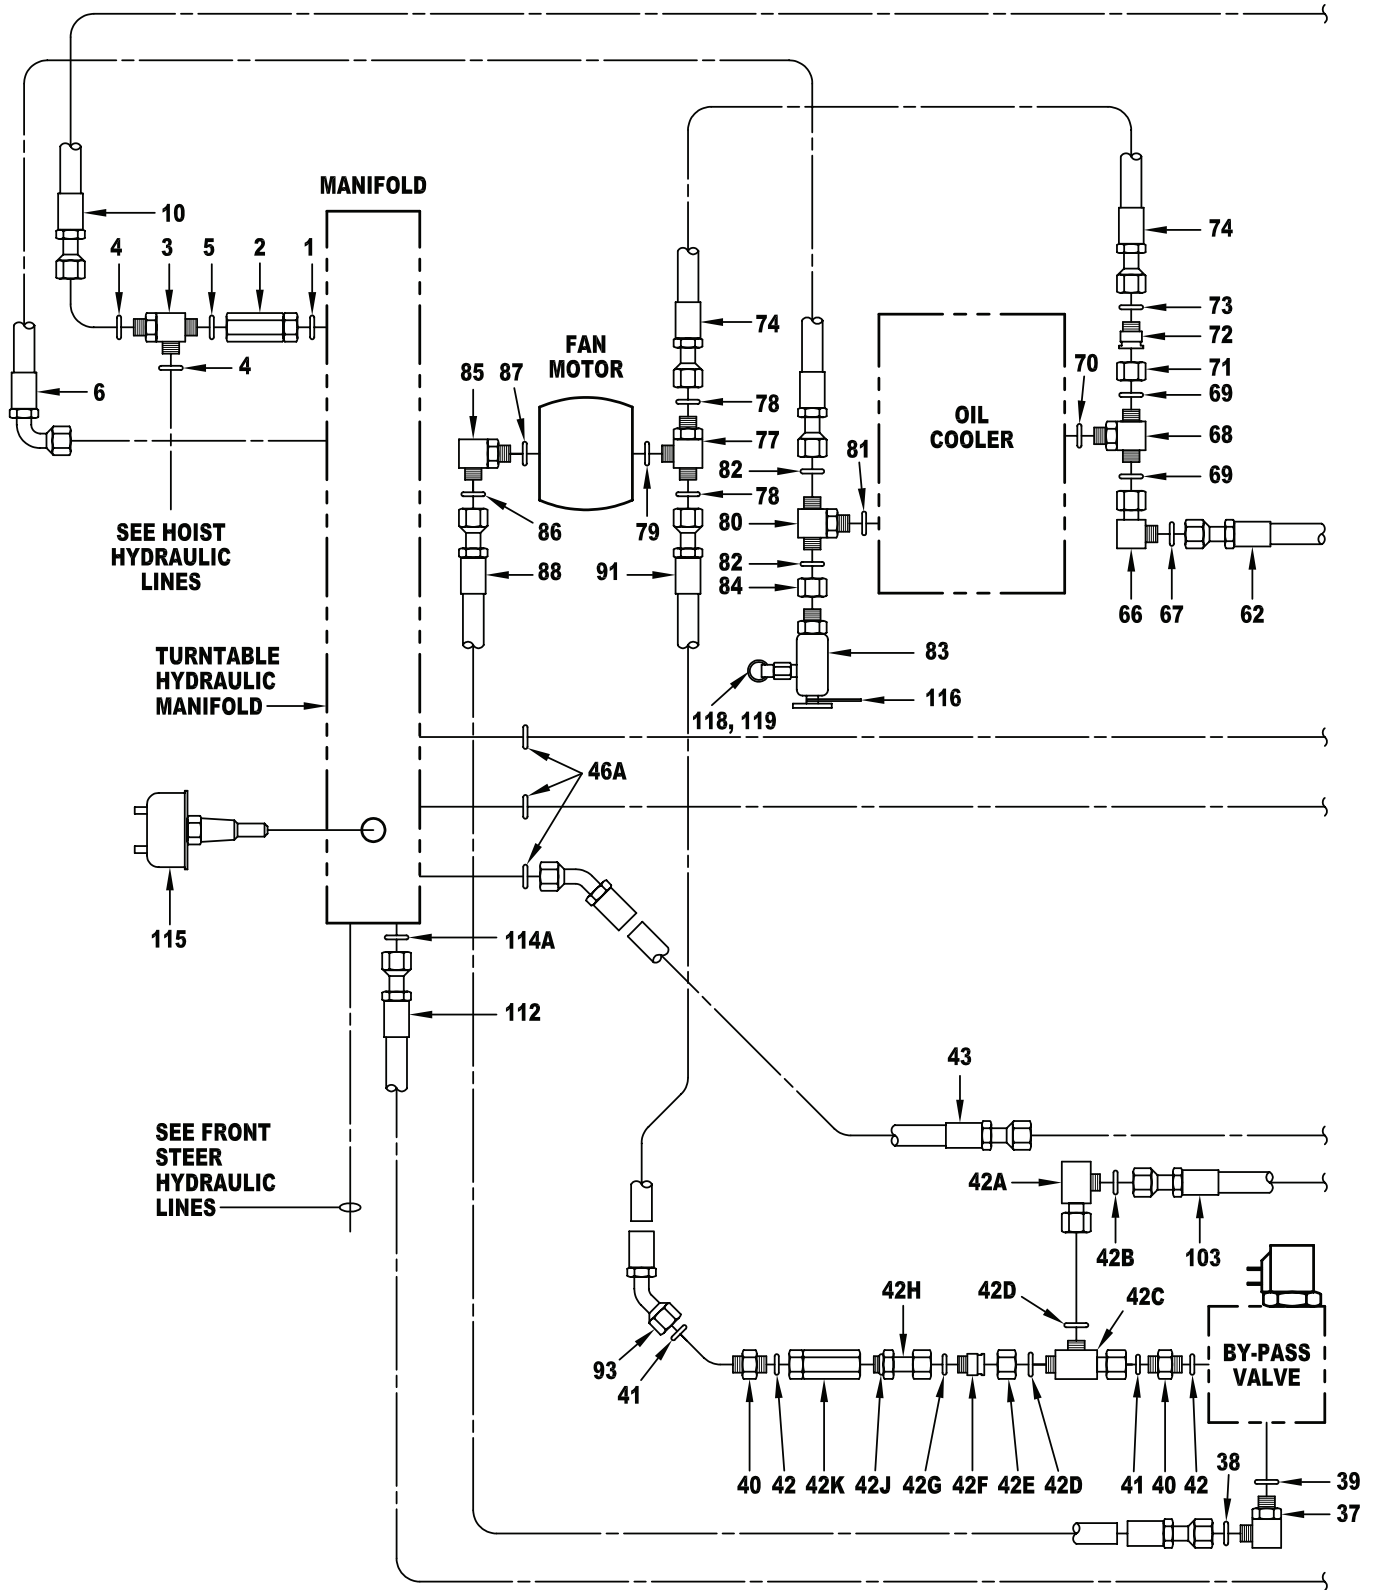 MANIFOLD
10
74
4
3
5
2
1
73
74
72
FAN
MOTOR
4
70
71
85
87
6
78
69
OIL
COOLER
77
68
81
82
69
78
80
SEE HOIST
HYDRAULIC
LINES
86
79
82
88
91
84
66
67
62
83
TURNTABLE
HYDRAULIC
MANIFOLD
116
118, 119
46A
115
114A
112
43
SEE FRONT
STEER
HYDRAULIC
LINES
42A
42B
103
42H
42D
42C
BY-PASS
VALVE
93
41
38
39
40
42
42K
42J
42G
42F
42E
42D
41
40
42
37